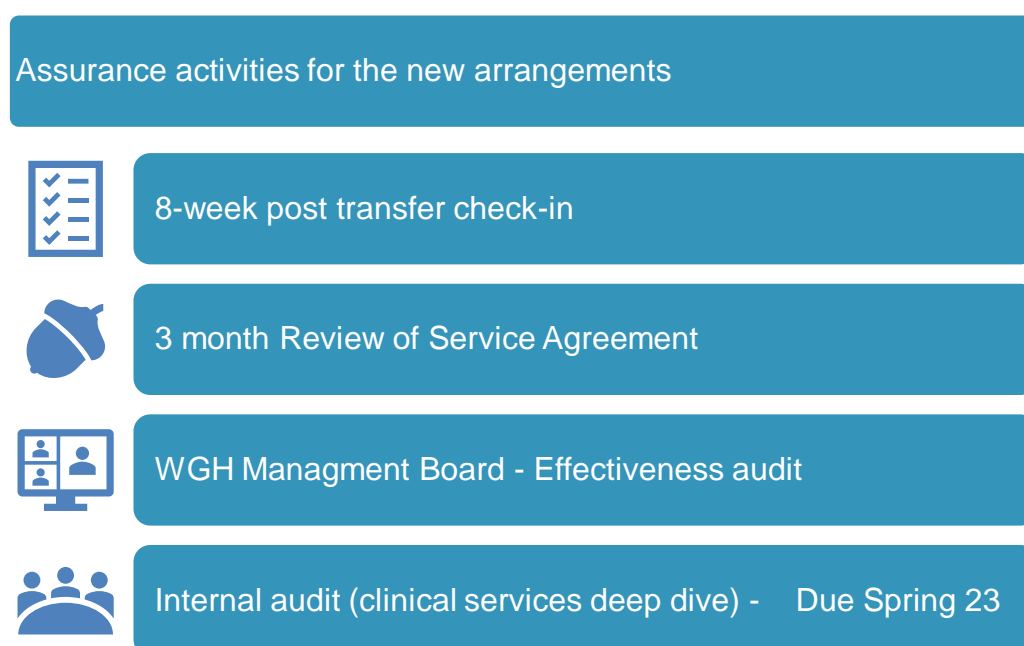 Assurance activities for the new arrangements
8-week post transfer check-in
3 month Review of Service Agreement
WGH Managment Board - Effectiveness audit
Internal audit (clinical services deep dive) - Due Spring 23